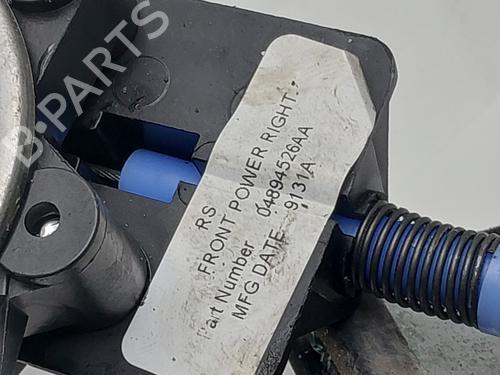 B-PARTS
RS
FRONT POWER RIGHT
Part Number 04894526AA
MFG DATE 9131A